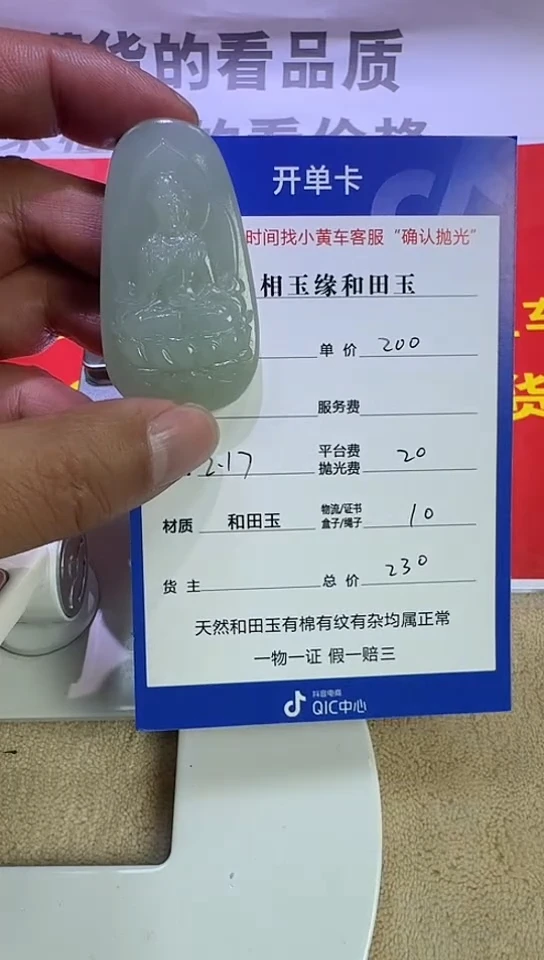 的看品质
开单卡
时间找小黄车客服“确认抛光”
相玉缘和田玉
单价 200
服务费
2.17
平台费
抛光费 20
材质 和田玉
物流/证书
盒子/绳子 10
货主 总价 230
天然和田玉有棉有纹有杂均属正常
一物一证 假一赔三
抖音电商
QIC中心
货